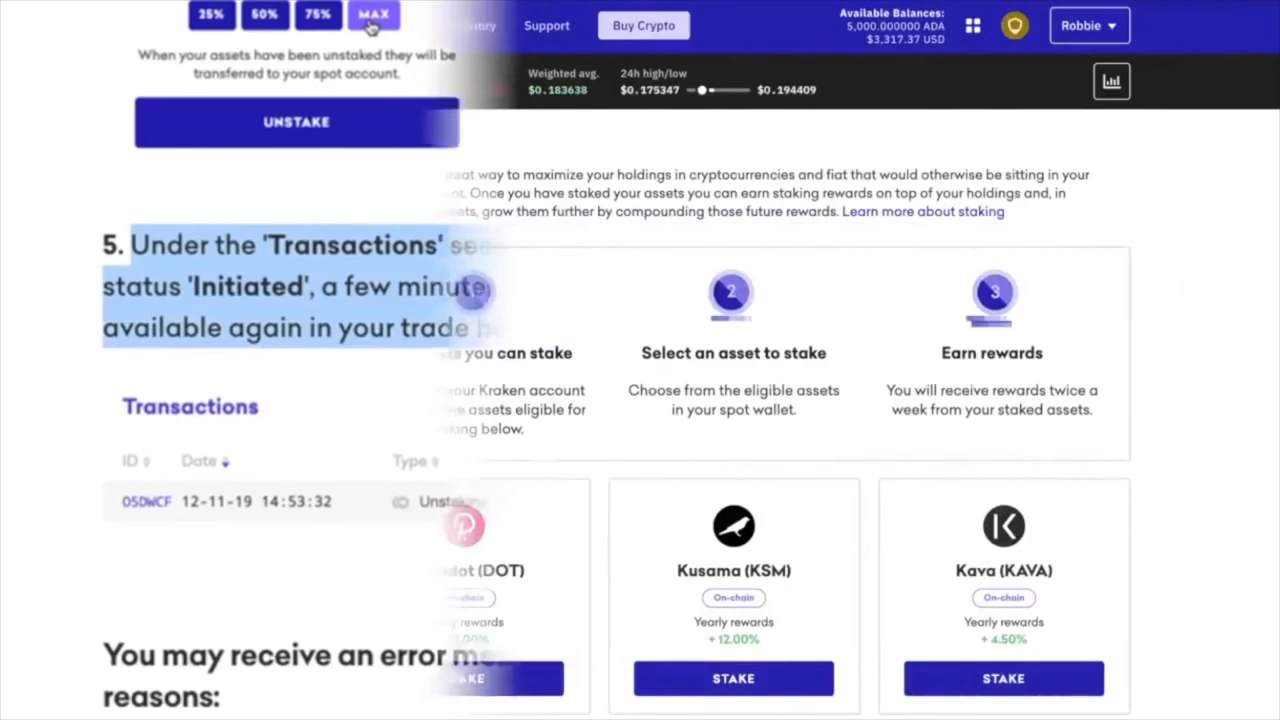 25% 50% 75% MAX
When your assets have been unstaked they will be
transferred to your spot account.
UNSTAKE
5. Under the 'Transactions'
status 'Initiated', a few minute
available again in your trade
Transactions
ID Date Type
O5DWCF 12-11-19 14:53:32
You may receive an error
reasons:
Support Buy Crypto
Available Balances:
5,000.000000 ADA
$3,317.37 USD
Robbie
Weighted avg. 24h high/low
$0.183638 $0.175347 $0.194409
way to maximize your holdings in cryptocurrencies and fiat that would otherwise be sitting in your
Once you have staked your assets you can earn staking rewards on top of your holdings and, in
grow them further by compounding those future rewards. Learn more about staking
2 3
you can stake
your Kraken account
assets eligible for
below.
Select an asset to stake
Choose from the eligible assets
in your spot wallet.
Earn rewards
You will receive rewards twice a
week from your staked assets.
(DOT)
rewards
Kusama (KSM)
On-chain
Yearly rewards
+ 12.00%
STAKE
Kava (KAVA)
On-chain
Yearly rewards
+ 4.50%
STAKE